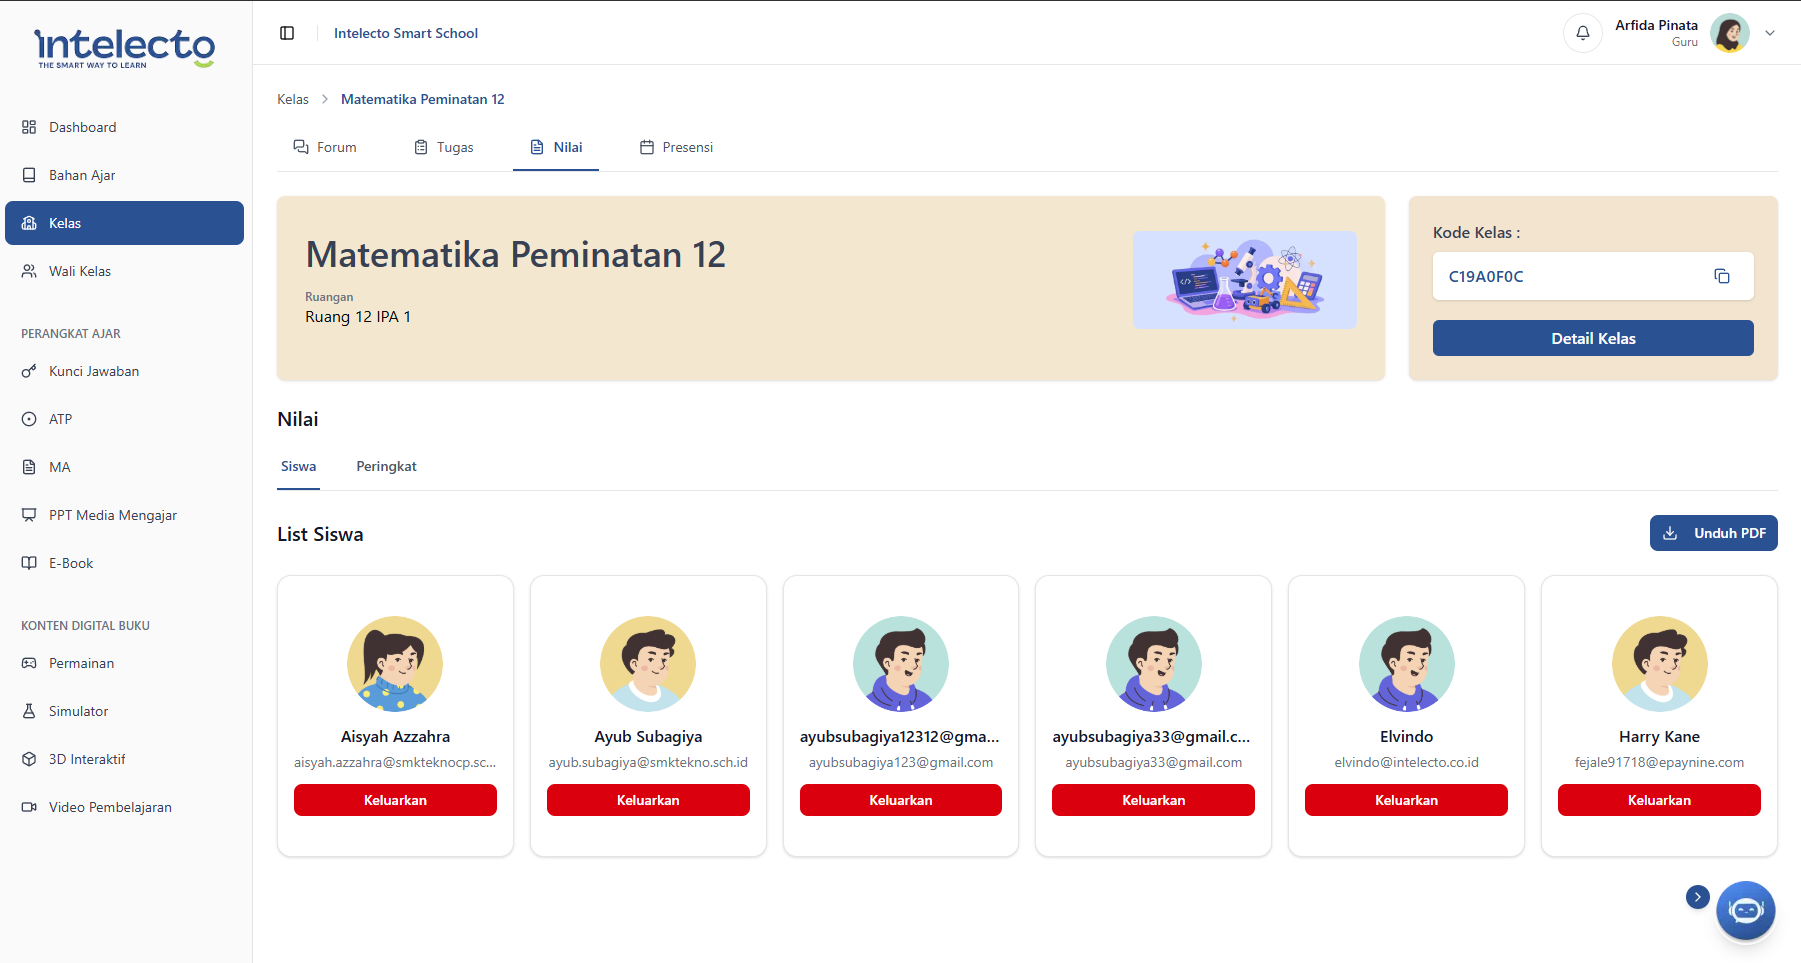 intelecto
THE SMART WAY TO LEARN
Intelecto Smart School
Arfida Pinata
Guru
Dashboard
Bahan Ajar
Kelas
Wali Kelas
PERANGKAT AJAR
Kunci Jawaban
ATP
MA
PPT Media Mengajar
E-Book
KONTEN DIGITAL BUKU
Permainan
Simulator
3D Interaktif
Video Pembelajaran
Kelas
Matematika Peminatan 12
Forum
Tugas
Nilai
Presensi
Matematika Peminatan 12
Ruangan
Ruang 12 IPA 1
Kode Kelas :
C19A0F0C
Detail Kelas
Nilai
Siswa
Peringkat
List Siswa
Unduh PDF
Aisyah Azzahra
aisyah.azzahra@smkteknocp.sc...
Keluarkan
Ayub Subagiya
ayub.subagiya@smktekno.sch.id
Keluarkan
ayubsubagiya12312@gma...
ayubsubagiya123@gmail.com
Keluarkan
ayubsubagiya33@gmail.c...
ayubsubagiya33@gmail.com
Keluarkan
Elvindo
elvindo@intelecto.co.id
Keluarkan
Harry Kane
fejale91718@epaynine.com
Keluarkan